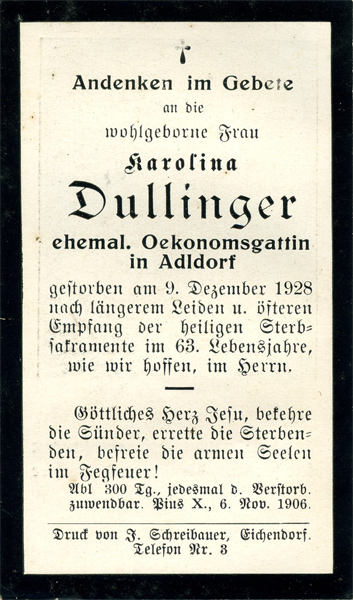 Andenken im Gebete
an die
wohlgeborne Frau
Karolina
Dullinger
ehemal. Oekonomsgattin
in Adldorf
gestorben am 9. Dezember 1928
nach längerem Leiden u. öfteren
Empfang der heiligen Sterb-
sakramente im 63. Lebensjahre,
wie wir hoffen, im Herrn.
Göttliches Herz Jesu, bekehre
die Sünder, errette die Sterben-
den, befreie die armen Seelen
im Fegfeuer!
Abl 300 Tg., jedesmal d. Verstorb.
zuwendbar. Pius X., 6. Nov. 1906.
Druck von J. Schreibauer, Eichendorf.
Telefon Nr. 3